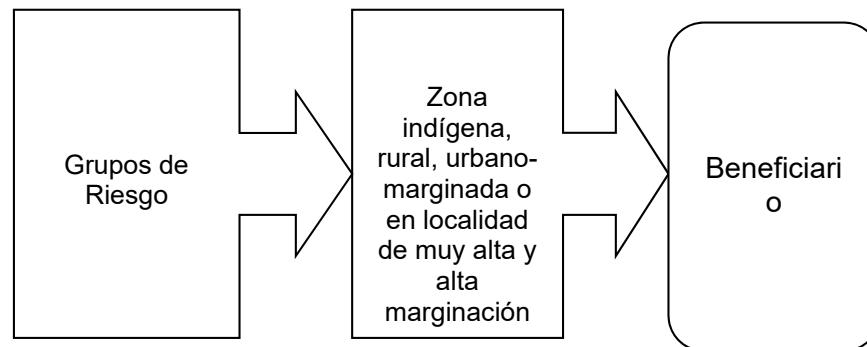 Grupos de
Riesgo
Zona
indígena,
rural, urbano-
marginada o
en localidad
de muy alta y
alta
marginación
Beneficiari
o